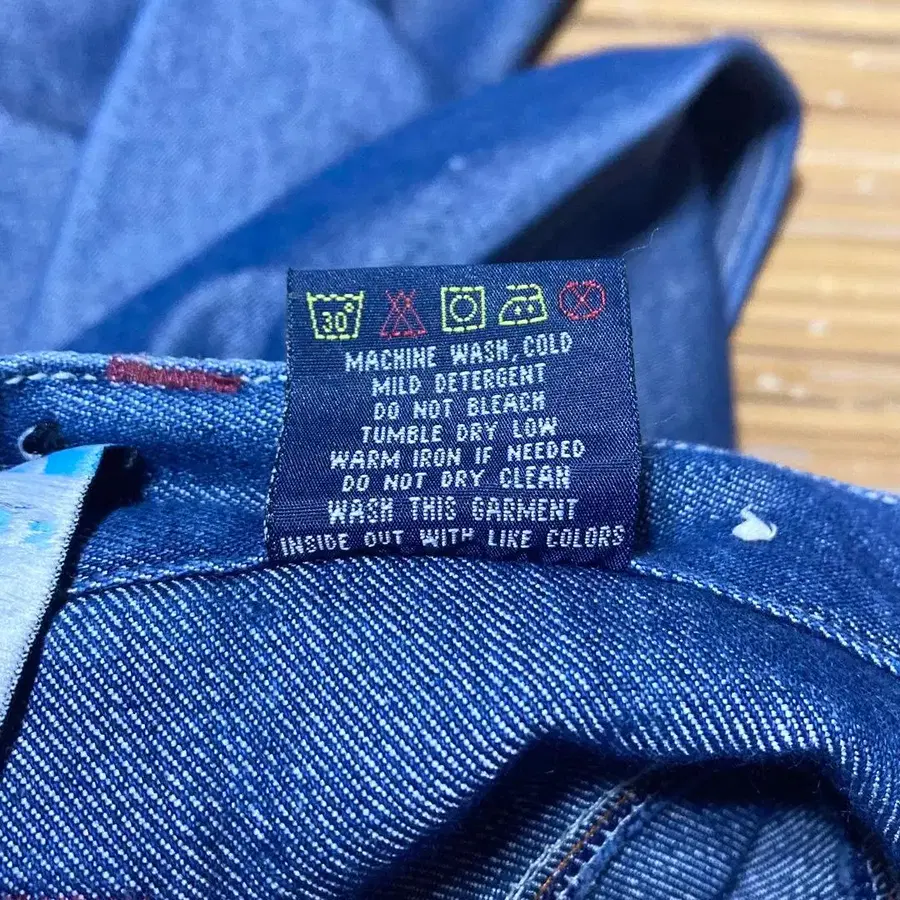 30°
MACHINE WASH, COLD
MILD DETERGENT
DO NOT BLEACH
TUMBLE DRY LOW
WARM IRON IF NEEDED
DO NOT DRY CLEAN
WASH THIS GARMENT
INSIDE OUT WITH LIKE COLORS